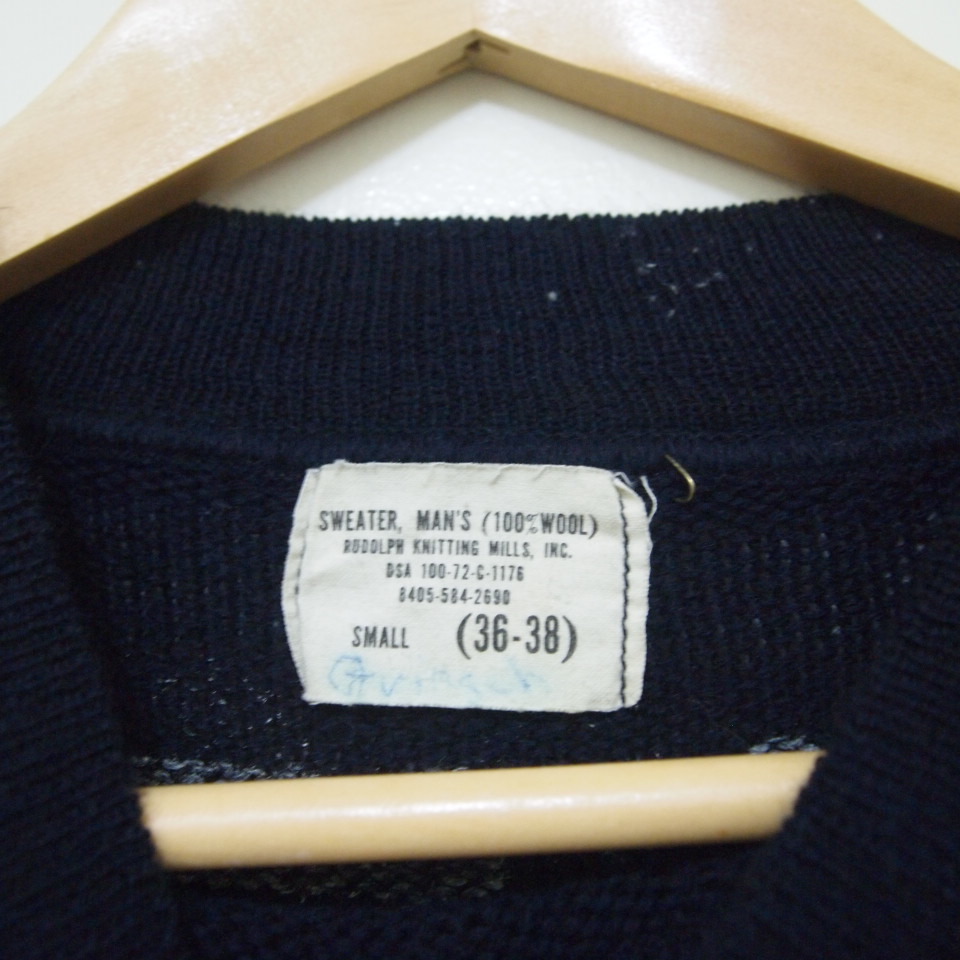 SWEATER, MAN'S (100% WOOL)
RUDOLPH KNITTING MILLS, INC.
DSA 100-72-C-1176
8405-584-2690
SMALL (36-38)